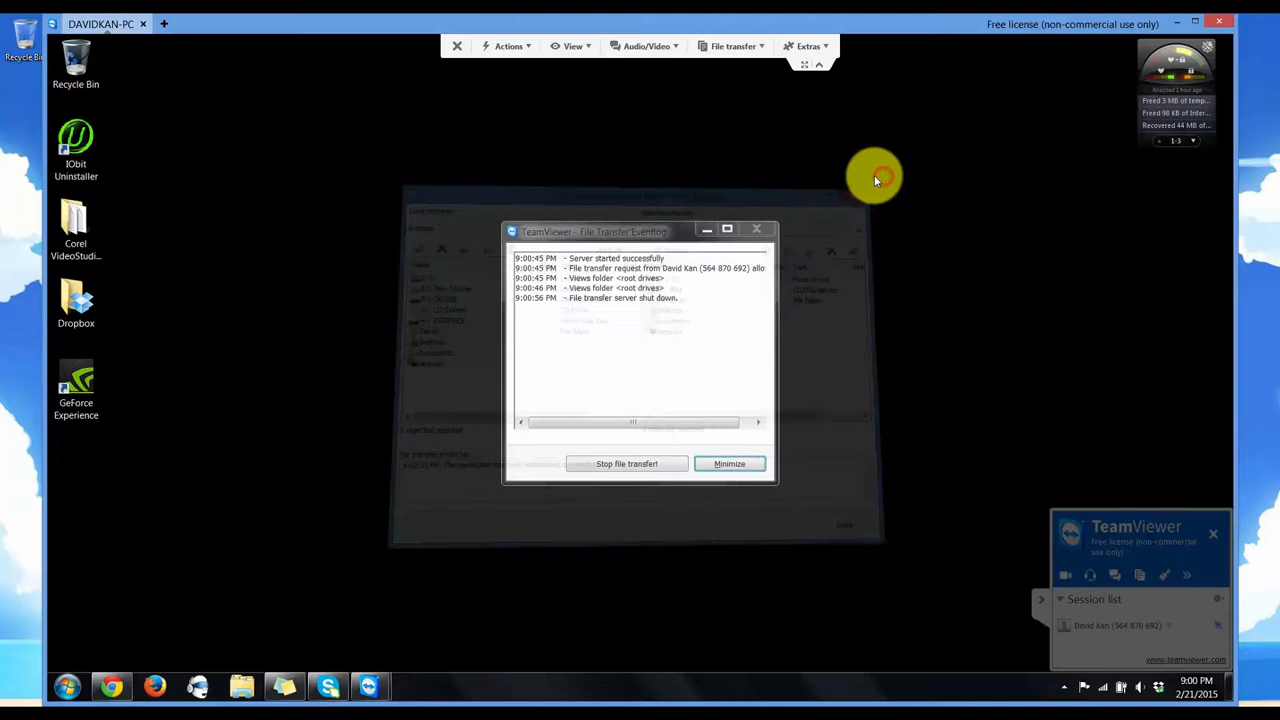 DAVIDKAN-PC
Free license (non-commercial use only)
Actions
View
Audio/Video
File transfer
Extras
Recycle Bin
Recycle Bin
Analyzed 1 hour ago
Freed 3 MB of temp...
Freed 98 KB of Inter...
Recovered 44 MB of...
1-3
IObit
Uninstaller
Corel
VideoStudi...
Dropbox
GeForce
Experience
TeamViewer - File Transfer Eventlog
9:00:45 PM - Server started successfully
9:00:45 PM - File transfer request from David Kan (564 870 692) allo
9:00:45 PM - Views folder <root drives>
9:00:46 PM - Views folder <root drives>
9:00:56 PM - File transfer server shut down.
Stop file transfer!
Minimize
TeamViewer
Free license (non-commercial
use only)
Session list
David Kan (564 870 692)
www.teamviewer.com
9:00 PM
2/21/2015